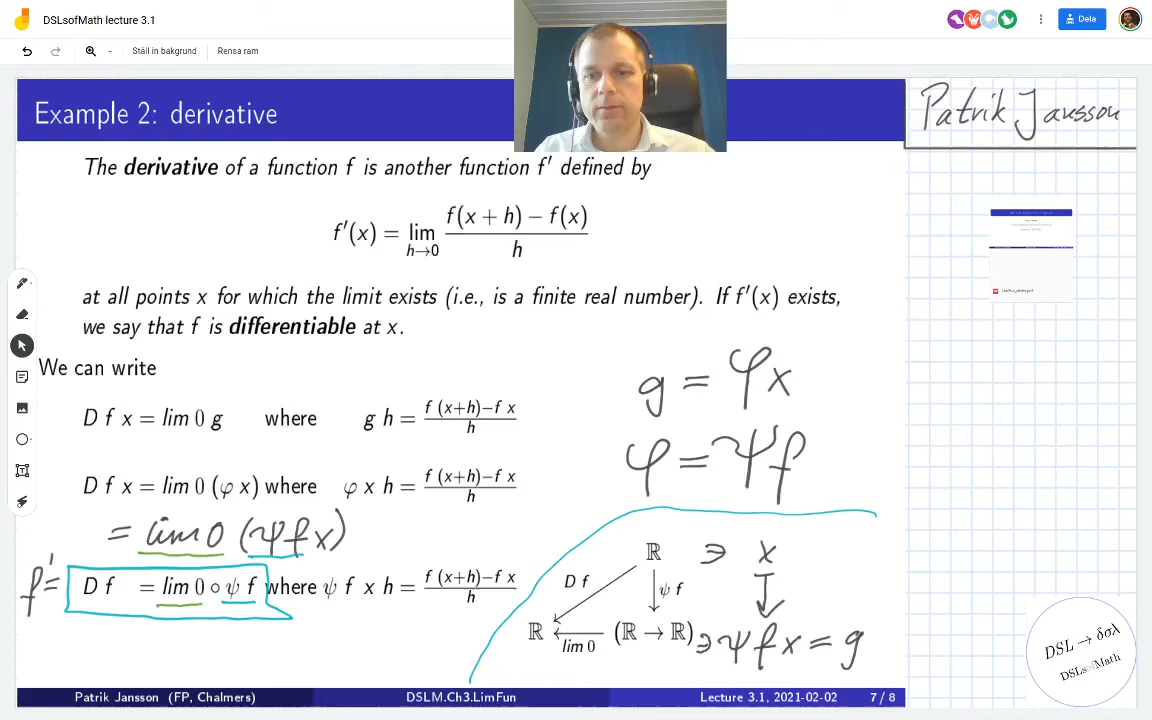 DSLsofMath lecture 3.1
Dela
Ställ in bakgrund
Rensa ram
Example 2: derivative
Patrik Jansson
The derivative of a function f is another function f′ defined by
f′(x) = lim h→0 f(x + h) − f(x) / h
at all points x for which the limit exists (i.e., is a finite real number). If f′(x) exists,
we say that f is differentiable at x.
We can write
g = φ x
D f x = lim 0 g where g h = f (x+h)−f x / h
φ = ψ f
D f x = lim 0 (φ x) where φ x h = f (x+h)−f x / h
= lim 0 (ψ f x)
f′ = D f = lim 0 ∘ ψ f where ψ f x h = f (x+h)−f x / h
ℝ ∋ x
D f ψ f
ℝ (ℝ → ℝ) ∋ ψ f x = g
lim 0
DSL → δσλ
DSLsofMath
Patrik Jansson (FP, Chalmers) DSLM.Ch3.LimFun Lecture 3.1, 2021-02-02 7 / 8